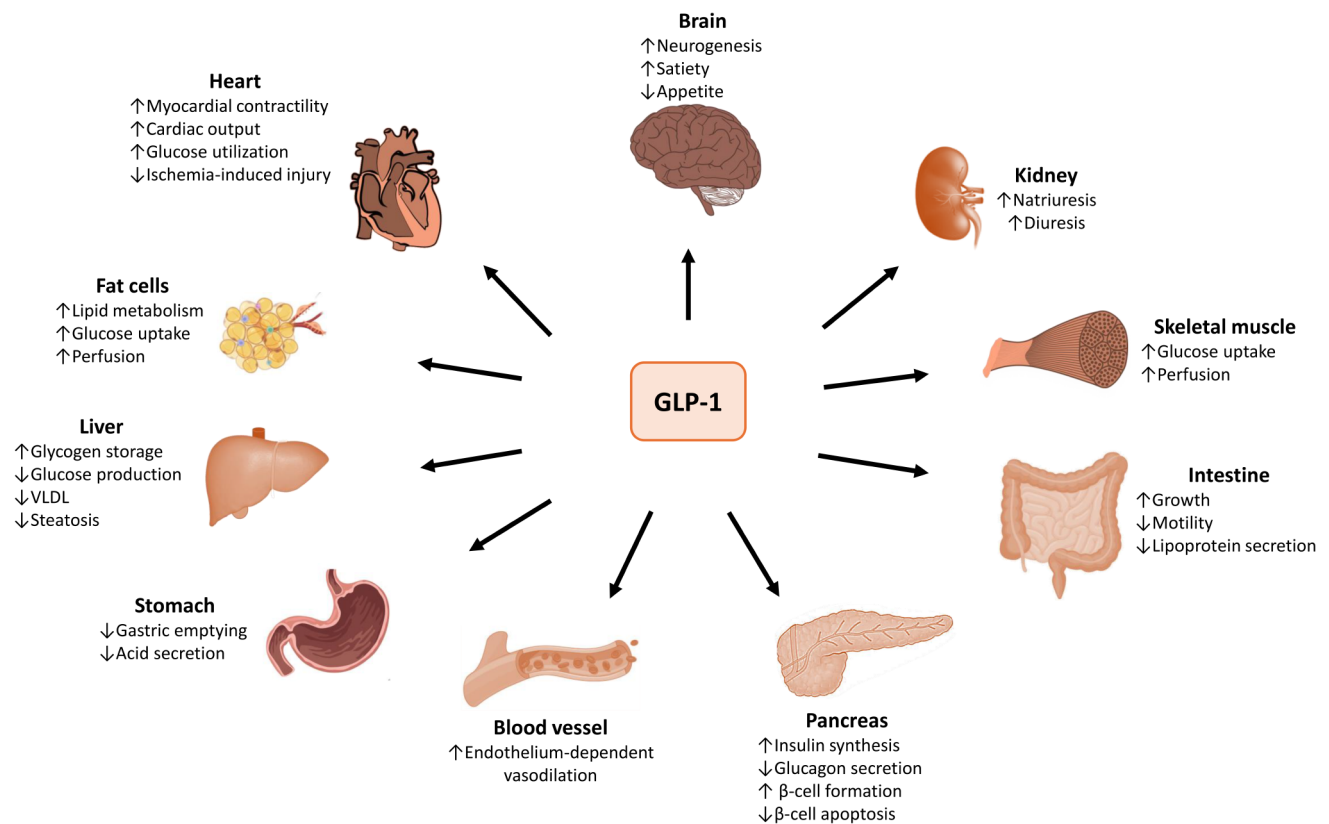 Brain
↑Neurogenesis
↑Satiety
↓Appetite
Heart
↑Myocardial contractility
↑Cardiac output
↑Glucose utilization
↓Ischemia-induced injury
Kidney
↑Natriuresis
↑Diuresis
Fat cells
↑Lipid metabolism
↑Glucose uptake
↑Perfusion
Skeletal muscle
↑Glucose uptake
↑Perfusion
GLP-1
Liver
↑Glycogen storage
↓Glucose production
↓VLDL
↓Steatosis
Intestine
↑Growth
↓Motility
↓Lipoprotein secretion
Stomach
↓Gastric emptying
↓Acid secretion
Blood vessel
↑Endothelium-dependent
vasodilation
Pancreas
↑Insulin synthesis
↓Glucagon secretion
↑ β-cell formation
↓β-cell apoptosis